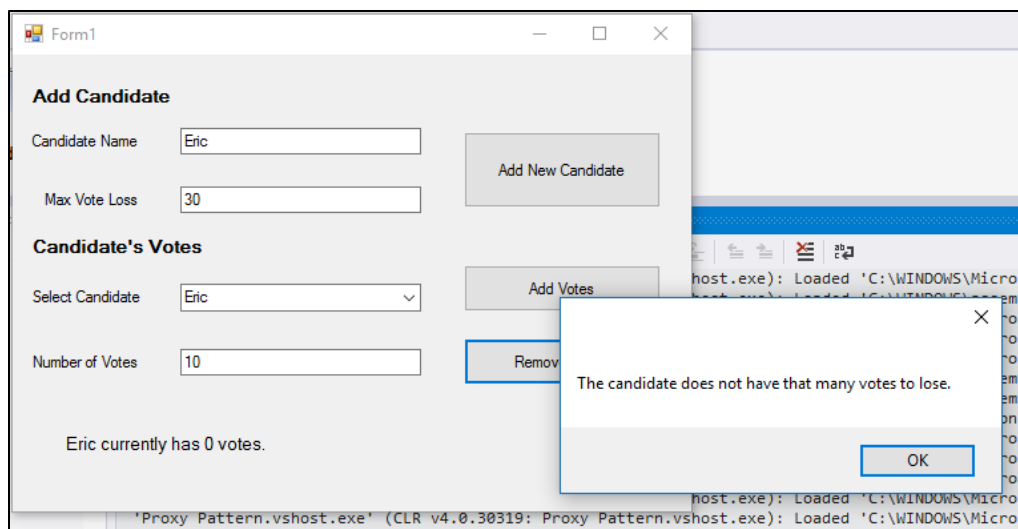 Form1
Add Candidate
Candidate Name
Eric
Add New Candidate
Max Vote Loss
30
Candidate's Votes
Select Candidate
Eric
Add Votes
Number of Votes
10
Remov
Eric currently has 0 votes.
The candidate does not have that many votes to lose.
OK
host.exe): Loaded 'C:\WINDOWS\Micro
host.exe): Loaded 'C:\WINDOWS\Micro
'Proxy Pattern.vshost.exe' (CLR v4.0.30319: Proxy Pattern.vshost.exe): Loaded 'C:\WINDOWS\Micro